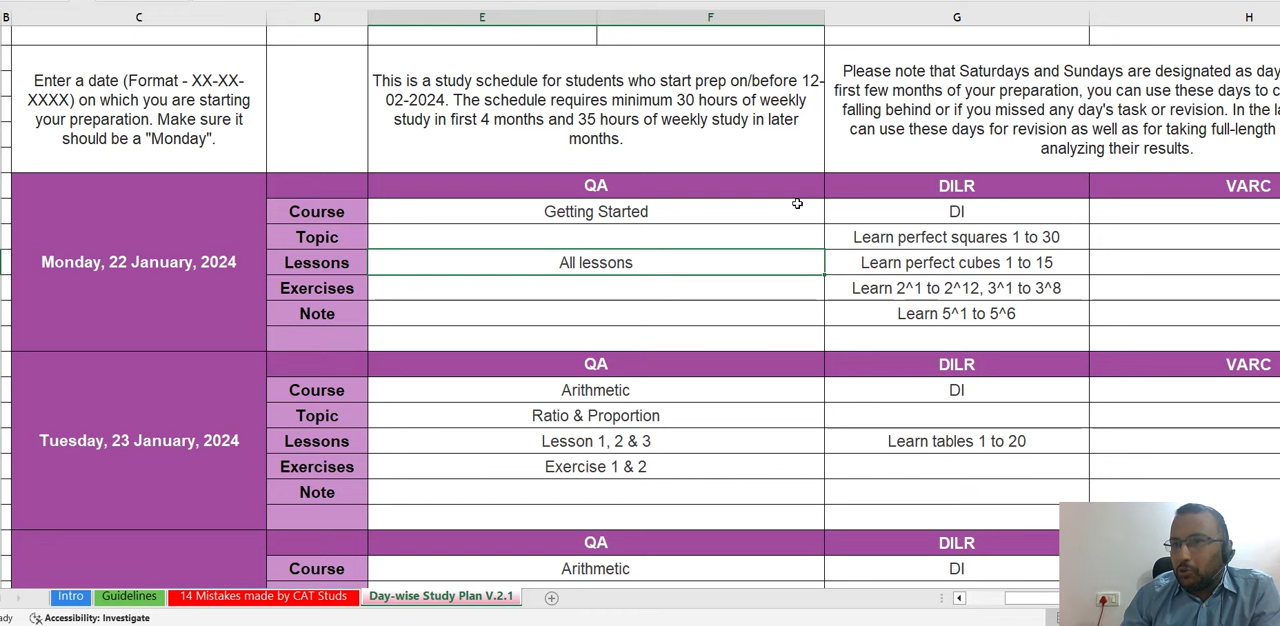 B C D E F G H
Enter a date (Format - XX-XX-
XXXX) on which you are starting
your preparation. Make sure it
should be a "Monday".
This is a study schedule for students who start prep on/before 12-
02-2024. The schedule requires minimum 30 hours of weekly
study in first 4 months and 35 hours of weekly study in later
months.
Please note that Saturdays and Sundays are designated as day
first few months of your preparation, you can use these days to c
falling behind or if you missed any day's task or revision. In the la
can use these days for revision as well as for taking full-length
analyzing their results.
Monday, 22 January, 2024
QA DILR VARC
Course Getting Started DI
Topic Learn perfect squares 1 to 30
Lessons All lessons Learn perfect cubes 1 to 15
Exercises Learn 2^1 to 2^12, 3^1 to 3^8
Note Learn 5^1 to 5^6
Tuesday, 23 January, 2024
QA DILR VARC
Course Arithmetic DI
Topic Ratio & Proportion
Lessons Lesson 1, 2 & 3 Learn tables 1 to 20
Exercises Exercise 1 & 2
Note
QA DILR
Course Arithmetic DI
Intro Guidelines 14 Mistakes made by CAT Studs Day-wise Study Plan V.2.1
ady Accessibility: Investigate